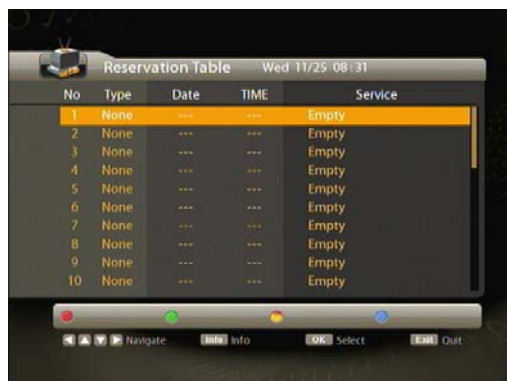 Reservation Table Wed 11/25 08:31
No Type Date TIME Service
1 None --- --- Empty
2 None --- --- Empty
3 None --- --- Empty
4 None --- --- Empty
5 None --- --- Empty
6 None --- --- Empty
7 None --- --- Empty
8 None --- --- Empty
9 None --- --- Empty
10 None --- --- Empty
Navigate Info Info OK Select Exit Quit